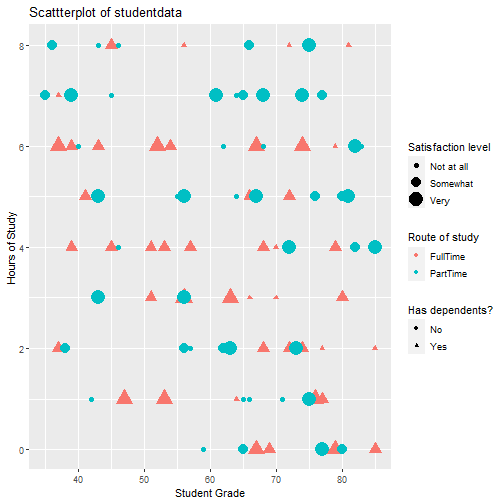 Scattterplot of studentdata
8
6
4
2
0
Hours of Study
40
50
60
70
80
Student Grade
Satisfaction level
Not at all
Somewhat
Very
Route of study
FullTime
PartTime
Has dependents?
No
Yes